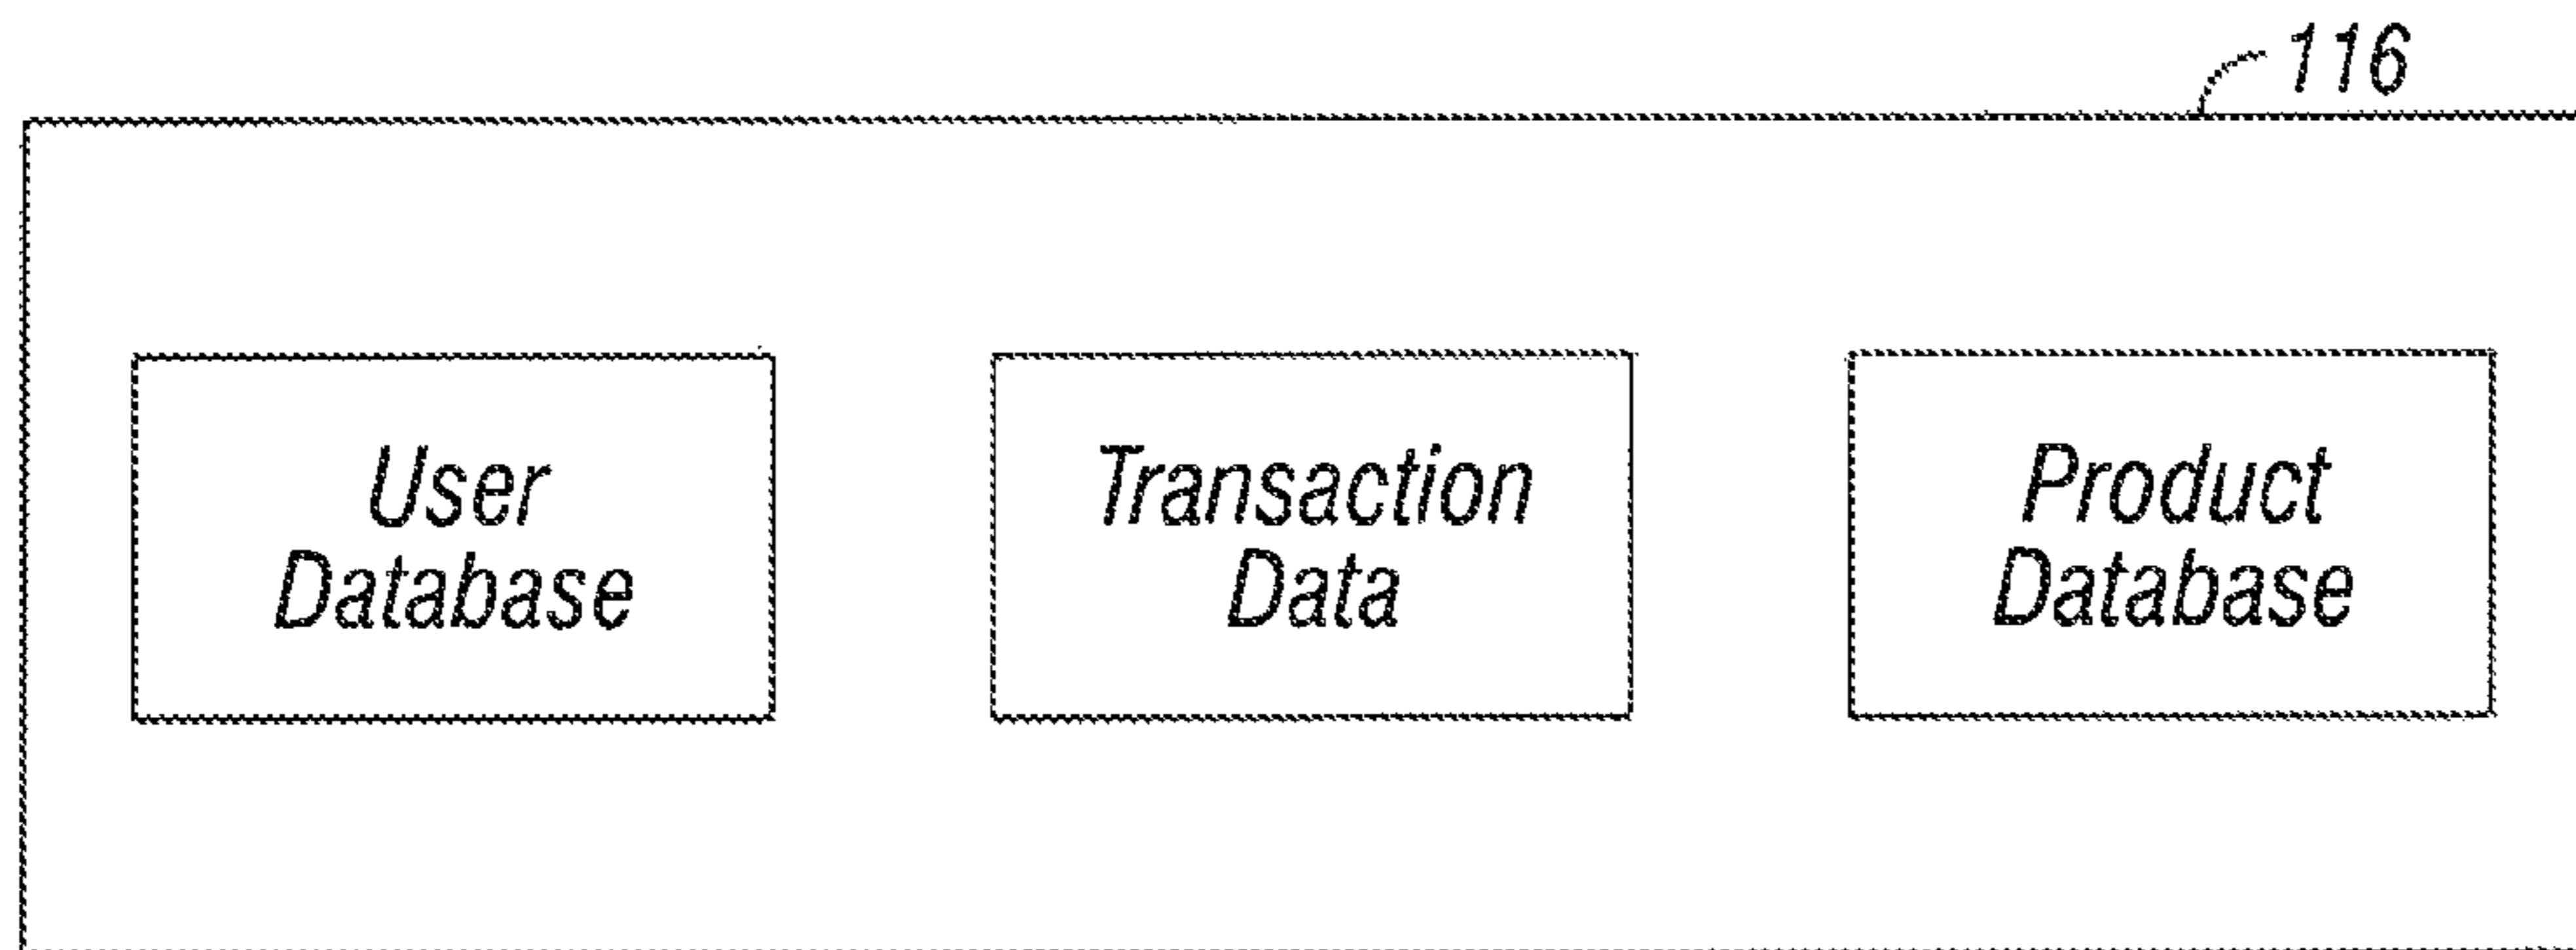 116
User
Database
Transaction
Data
Product
Database